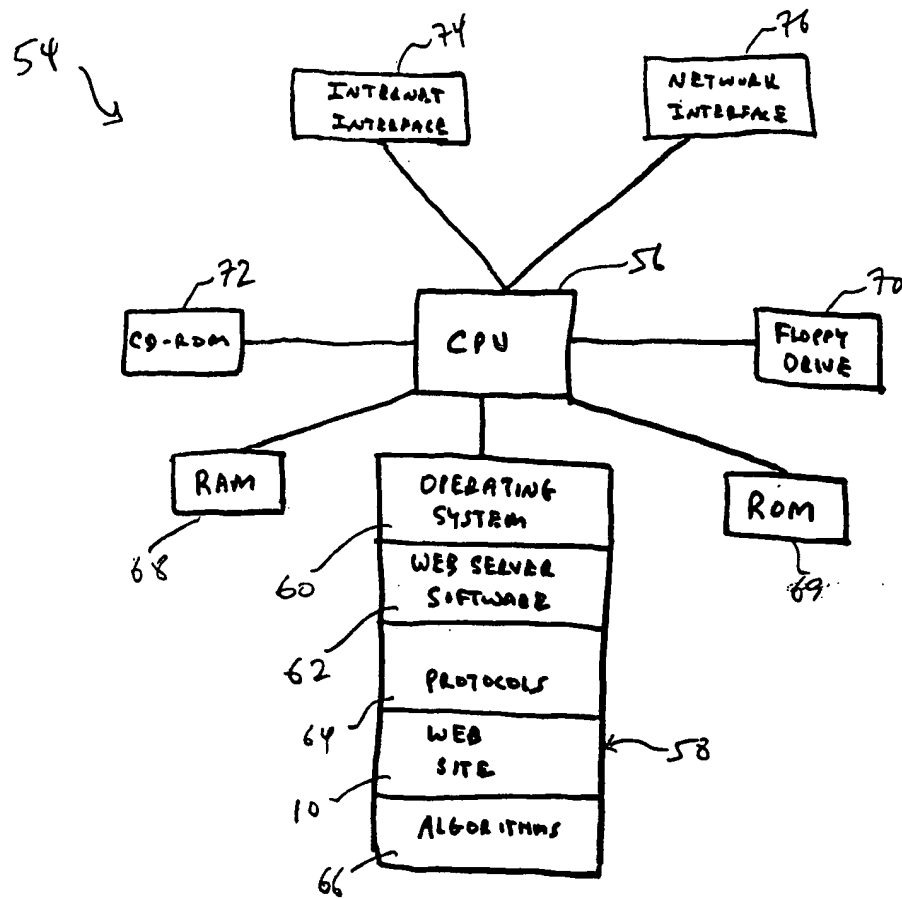 54
74
INTERNET
INTERFACE
76
NETWORK
INTERFACE
72
CD-ROM
56
CPU
70
FLOPPY
DRIVE
RAM
68
ROM
69
OPERATING
SYSTEM
60
WEB SERVER
SOFTWARE
62
PROTOCOLS
64
WEB
SITE
58
10
ALGORITHMS
66